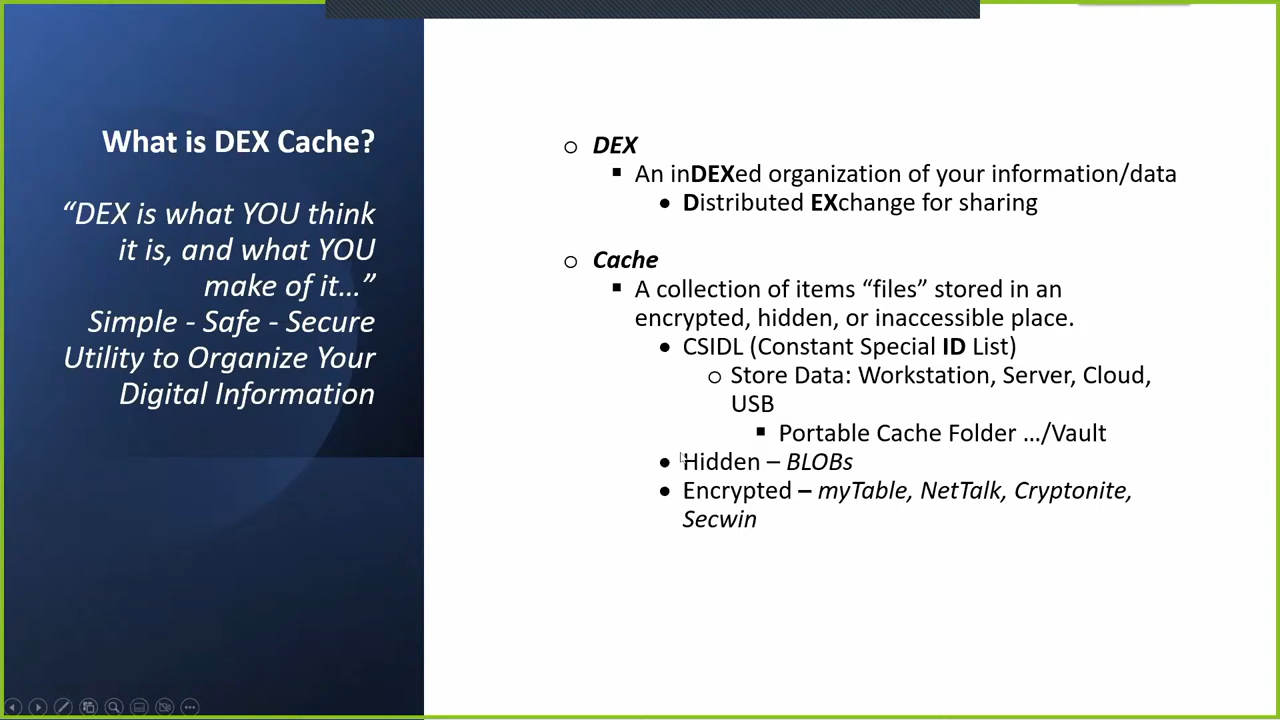 What is DEX Cache?
“DEX is what YOU think
it is, and what YOU
make of it…”
Simple - Safe - Secure
Utility to Organize Your
Digital Information
DEX
An inDEXed organization of your information/data
Distributed EXchange for sharing
Cache
A collection of items “files” stored in an
encrypted, hidden, or inaccessible place.
CSIDL (Constant Special ID List)
Store Data: Workstation, Server, Cloud,
USB
Portable Cache Folder …/Vault
Hidden – BLOBs
Encrypted – myTable, NetTalk, Cryptonite,
Secwin